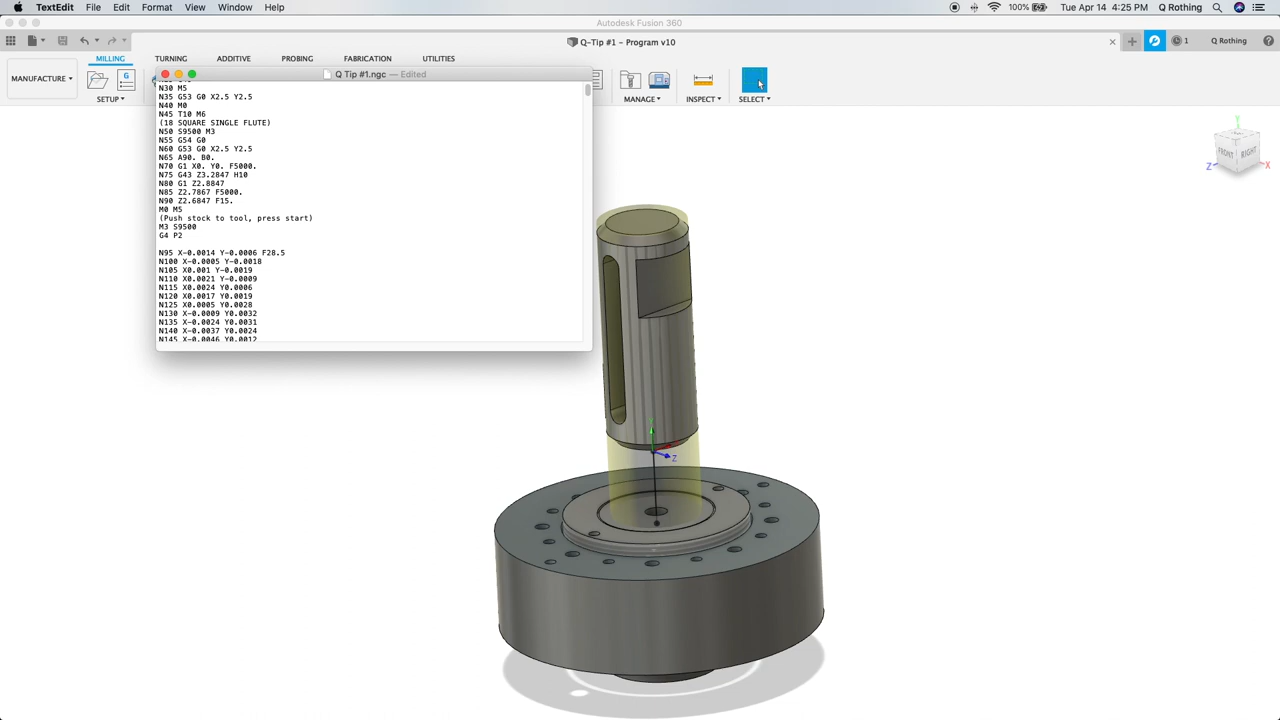 TextEdit File Edit Format View Window Help 100% Tue Apr 14 4:25 PM Q Rothing
Autodesk Fusion 360
Q-Tip #1 - Program v10
1 Q Rothing
MILLING TURNING ADDITIVE PROBING FABRICATION UTILITIES
MANUFACTURE
SETUP MANAGE INSPECT SELECT
Q Tip #1.ngc — Edited
N30 M5
N35 G53 G0 X2.5 Y2.5
N40 M0
N45 T10 M6
(18 SQUARE SINGLE FLUTE)
N50 S9500 M3
N55 G54 G0
N60 G53 G0 X2.5 Y2.5
N65 A90. B0.
N70 G1 X0. Y0. F5000.
N75 G43 Z3.2847 H10
N80 G1 Z2.8847
N85 Z2.7867 F5000.
N90 Z2.6847 F15.
M0 M5
(Push stock to tool, press start)
M3 S9500
G4 P2
N95 X-0.0014 Y-0.0006 F28.5
N100 X-0.0005 Y-0.0018
N105 X0.001 Y-0.0019
N110 X0.0021 Y-0.0009
N115 X0.0024 Y0.0006
N120 X0.0017 Y0.0019
N125 X0.0005 Y0.0028
N130 X-0.0009 Y0.0032
N135 X-0.0024 Y0.0031
N140 X-0.0037 Y0.0024
N145 X-0.0046 Y0.0012
Y
FRONT RIGHT
Z X
Z